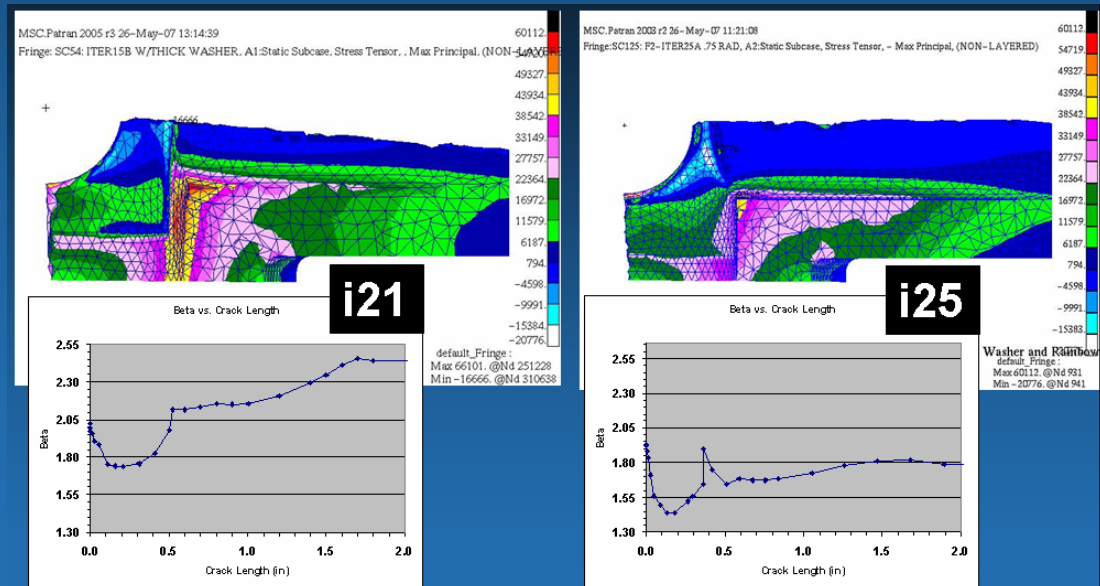 MSC.Patran 2005 r3 26-May-07 13:14:39
Fringe: SC54: ITER15B W/THICK WASHER, A1:Static Subcase, Stress Tensor, , Max Principal, (NON-LAYERED)
60112.
49327.
43934.
38542.
33149.
27757.
22364.
16972.
11579.
6187.
794.
-4598.
-9991.
-15384.
-20776.
16666
default_Fringe :
Max 66101. @Nd 251228
Min -16666. @Nd 310638
i21
Beta vs. Crack Length
Beta
2.55
2.30
2.05
1.80
1.55
1.30
0.0 0.5 1.0 1.5 2.0
Crack Length (in)
MSC.Patran 2003 r2 26-May-07 11:21:08
Fringe:SC125: F2-ITER25A .75 RAD, A2:Static Subcase, Stress Tensor, - Max Principal, (NON-LAYERED)
60112.
54719.
49327.
43934.
38542.
33149.
27757.
22364.
16972.
11579.
6187.
794.
-4598.
-9991.
-15383.
Washer and Rainbow
default_Fringe :
Max 60112. @Nd 931
Min -20776. @Nd 941
i25
Beta vs. Crack Length
Beta
2.55
2.30
2.05
1.80
1.55
1.30
0.0 0.5 1.0 1.5 2.0
Crack Length (in)